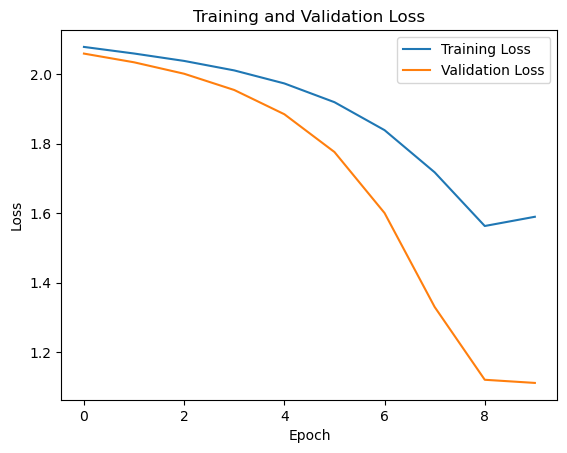 Training and Validation Loss
Training Loss
Validation Loss
2.0
1.8
1.6
1.4
1.2
Loss
0 2 4 6 8
Epoch